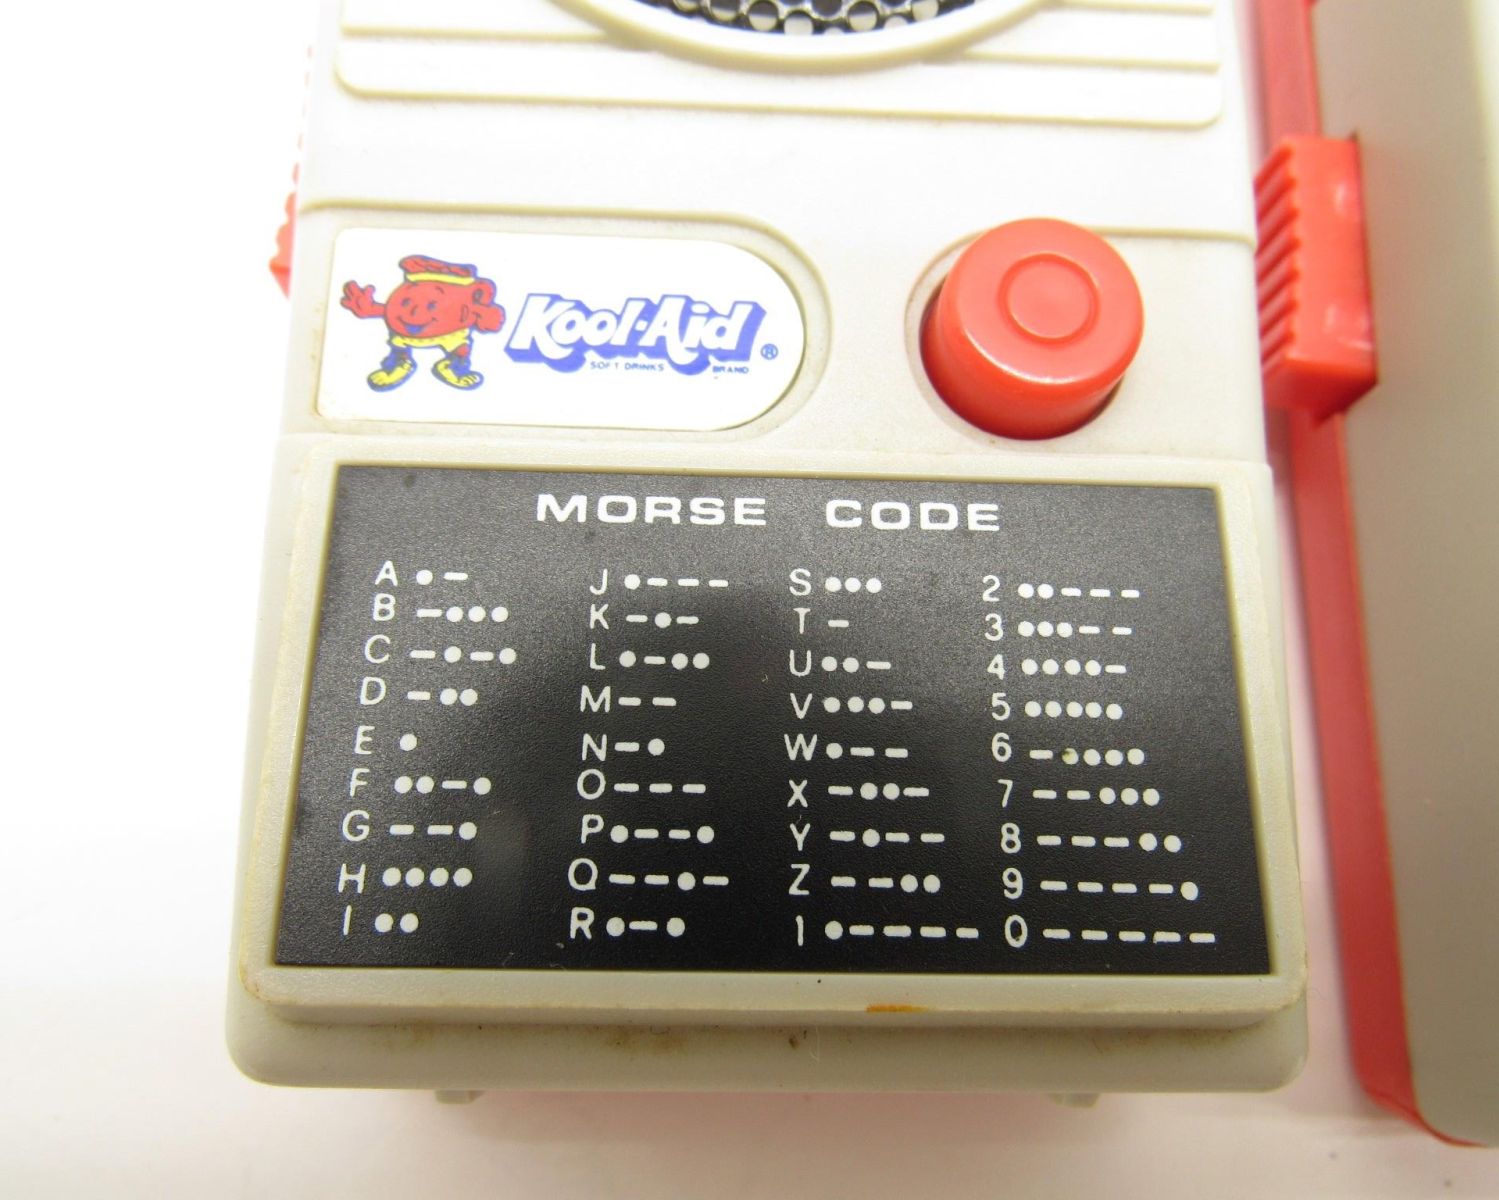 Kool-Aid ®
SOFT DRINKS BRAND
MORSE CODE
A •–
B –•••
C –•–•
D –••
E •
F ••–•
G ––•
H ••••
I ••
J •–––
K –•–
L •–••
M ––
N –•
O –––
P •–––•
Q ––•–
R •–•
S •••
T –
U ••–
V •••–
W •––
X –••–
Y –•––
Z ––••
1 •––––
2 ••–––
3 •••––
4 ••••–
5 •••••
6 –••••
7 ––•••
8 –––––••
9 ––––•
0 –––––